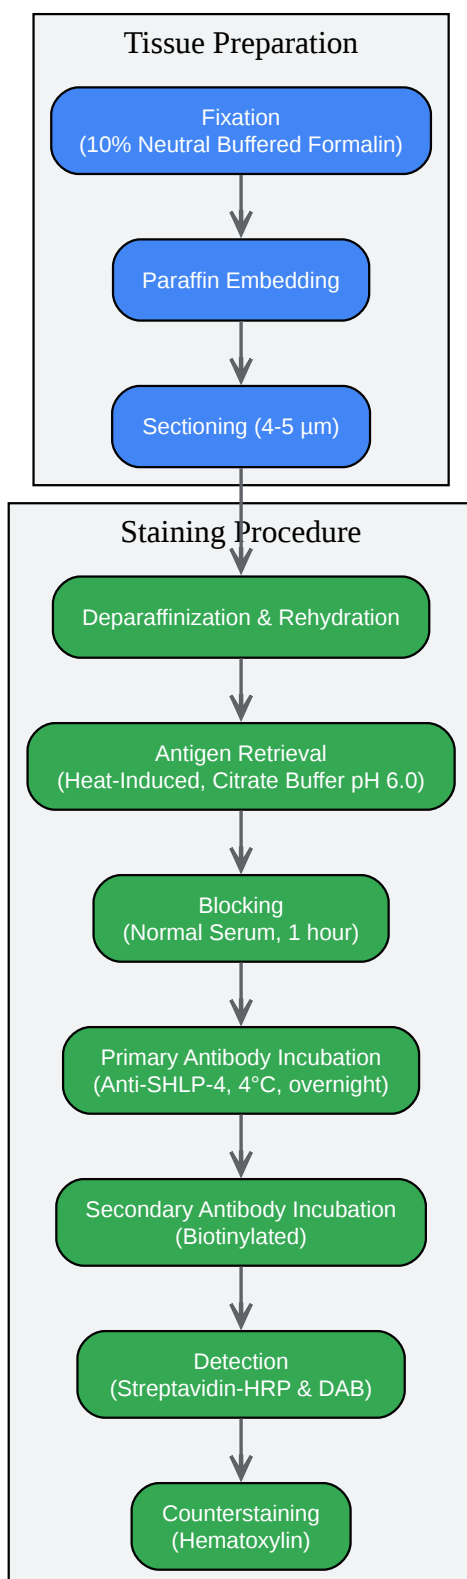 Tissue Preparation
Fixation
(10% Neutral Buffered Formalin)
Paraffin Embedding
Sectioning (4-5 µm)
Staining Procedure
Deparaffinization & Rehydration
Antigen Retrieval
(Heat-Induced, Citrate Buffer pH 6.0)
Blocking
(Normal Serum, 1 hour)
Primary Antibody Incubation
(Anti-SHLP-4, 4°C, overnight)
Secondary Antibody Incubation
(Biotinylated)
Detection
(Streptavidin-HRP & DAB)
Counterstaining
(Hematoxylin)